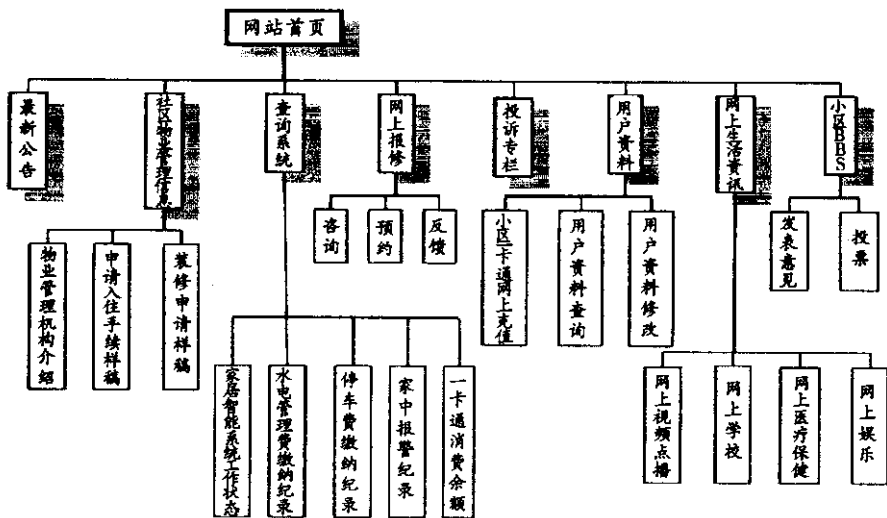 网站首页
最新公告
社区物业管理信息
查询系统
网上报修
投诉专栏
用户资料
网上生活资讯
小区BBS
咨询
预约
反馈
小区一卡通网上充值
用户资料查询
用户资料修改
发表意见
投票
物业管理机构介绍
申请入住手续样稿
装修申请样稿
家居智能系统工作状态
水电管理费缴纳纪录
停车费缴纳纪录
家中报警纪录
一卡通消费余额
网上视频点播
网上学校
网上医疗保健
网上娱乐